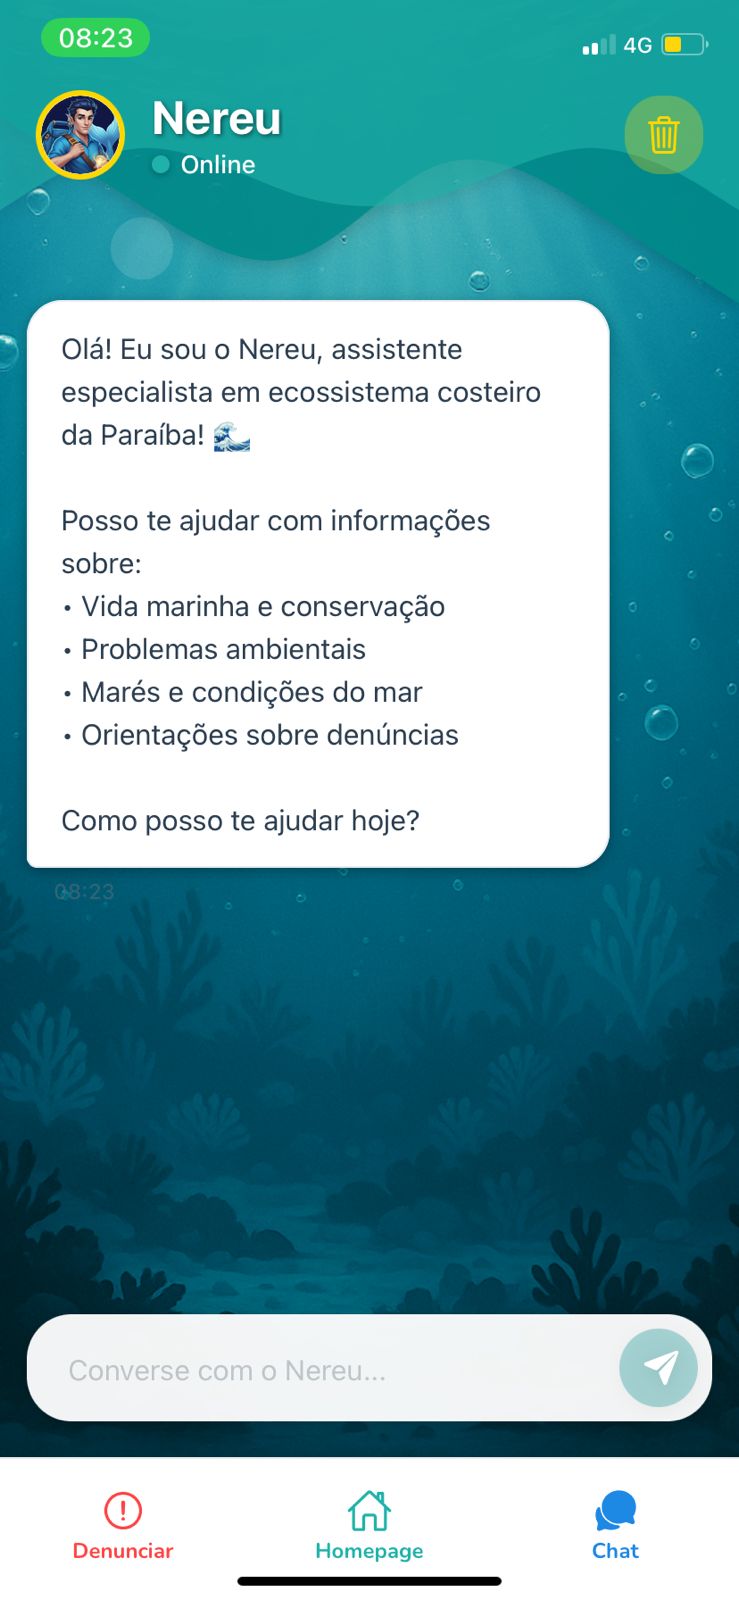 08:23
4G
Nereu
Online
Olá! Eu sou o Nereu, assistente
especialista em ecossistema costeiro
da Paraíba! 🌊
Posso te ajudar com informações
sobre:
• Vida marinha e conservação
• Problemas ambientais
• Marés e condições do mar
• Orientações sobre denúncias
Como posso te ajudar hoje?
08:23
Converse com o Nereu...
Denunciar
Homepage
Chat